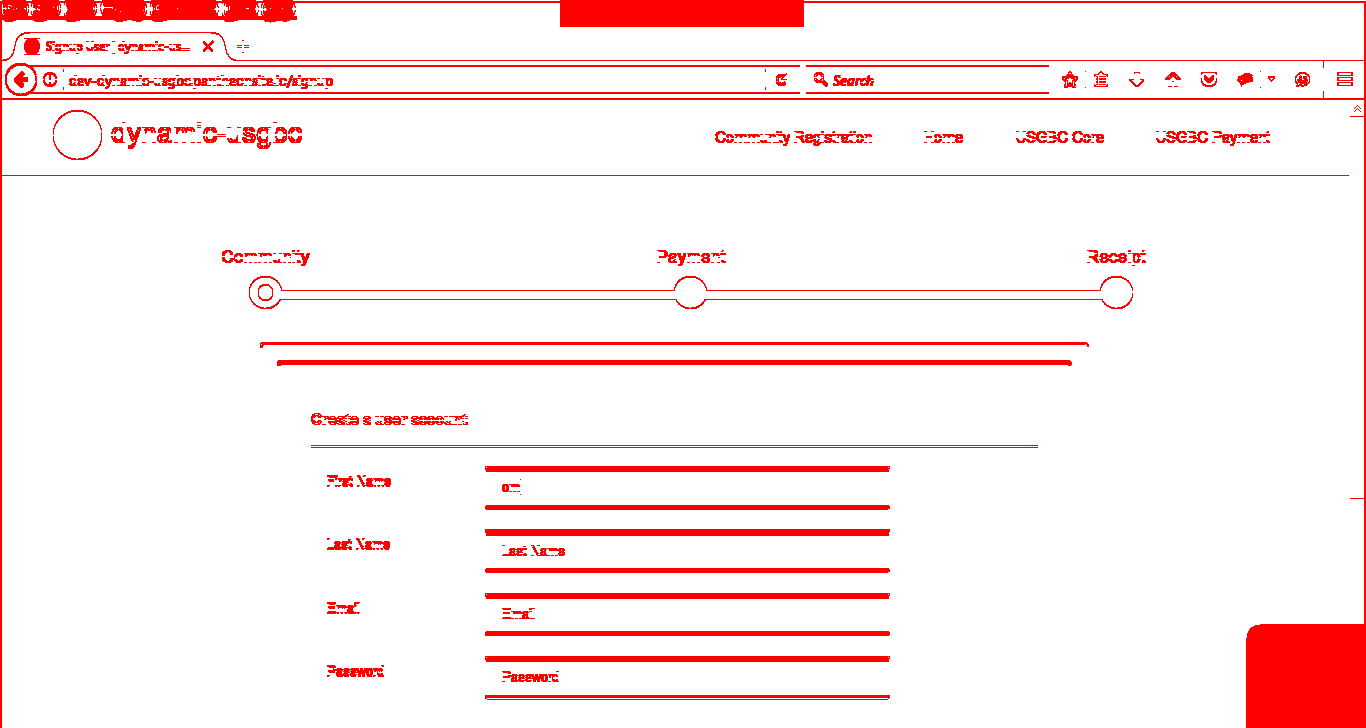 Signup User | dynamic-us...
dev-dynamic-usgbc.pantheonsite.io/signup
Search
dynamic-usgbc
Community Registration
Home
USGBC Core
USGBC Payment
Community
Payment
Receipt
Create a user account
First Name
Last Name
Last Name
Email
Email
Password
Password